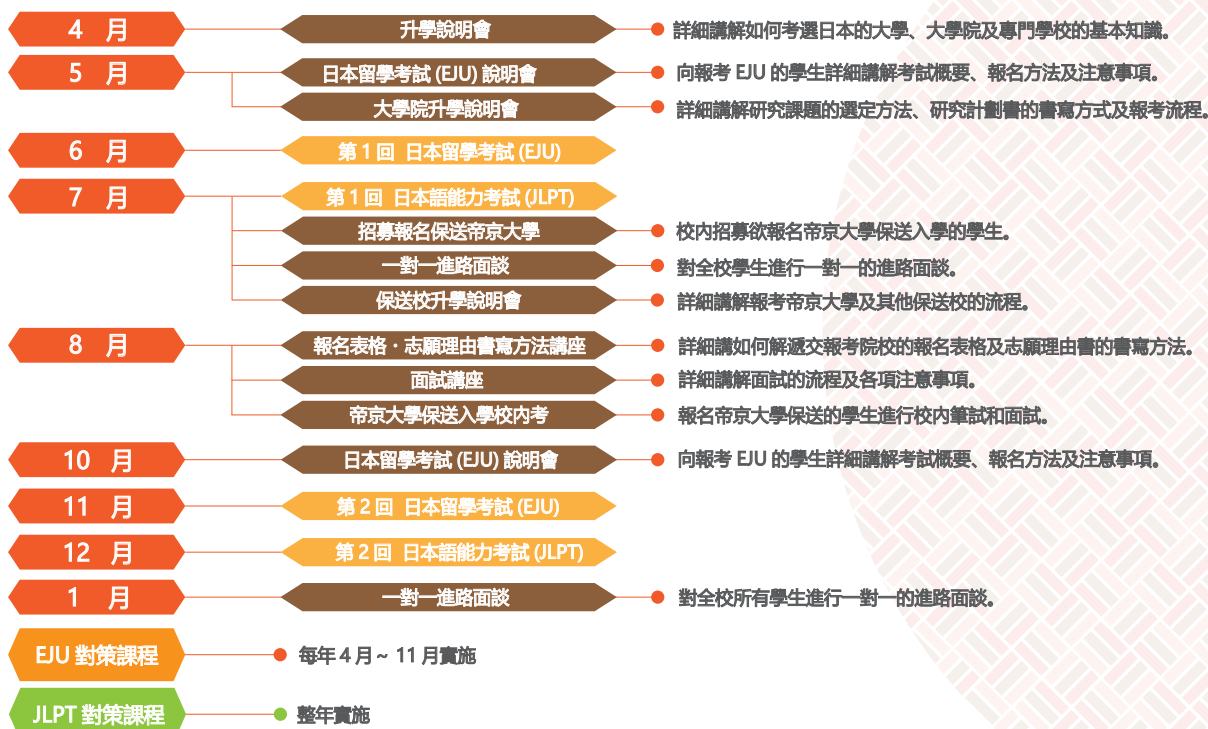 4 月 升學說明會 詳細講解如何考選日本的大學、大學院及專門學校的基本知識。
5 月 日本留學考試 (EJU) 說明會 向報考 EJU 的學生詳細講解考試概要、報名方法及注意事項。
大學院升學說明會 詳細講解研究課題的選定方法、研究計劃書的書寫方式及報考流程。
6 月 第 1 回 日本留學考試 (EJU)
7 月 第 1 回 日本語能力考試 (JLPT)
招募報名保送帝京大學 校內招募欲報名帝京大學保送入學的學生。
一對一進路面談 對全校學生進行一對一的進路面談。
保送校升學說明會 詳細講解報考帝京大學及其他保送校的流程。
8 月 報名表格・志願理由書寫方法講座 詳細講如何解遞交報考院校的報名表格及志願理由書的書寫方法。
面試講座 詳細講解面試的流程及各項注意事項。
帝京大學保送入學校內考 報名帝京大學保送的學生進行校內筆試和面試。
10 月 日本留學考試 (EJU) 說明會 向報考 EJU 的學生詳細講解考試概要、報名方法及注意事項。
11 月 第 2 回 日本留學考試 (EJU)
12 月 第 2 回 日本語能力考試 (JLPT)
1 月 一對一進路面談 對全校所有學生進行一對一的進路面談。
EJU 對策課程 每年 4 月 ~ 11 月實施
JLPT 對策課程 整年實施